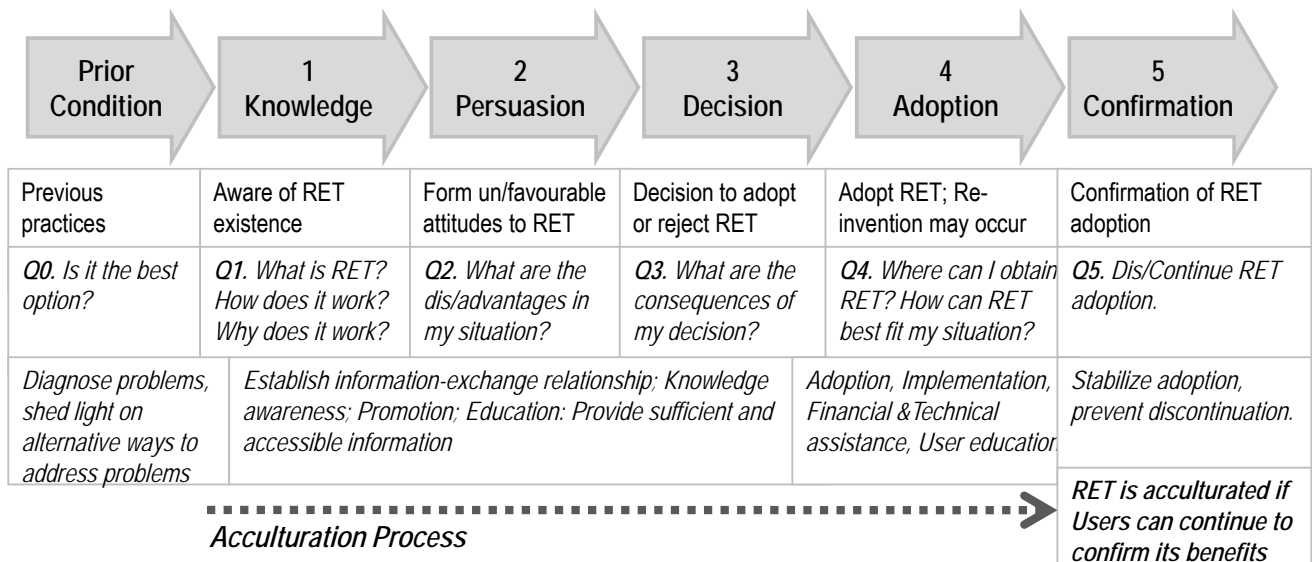 Prior
Condition
1
Knowledge
2
Persuasion
3
Decision
4
Adoption
5
Confirmation
Previous
practices
Aware of RET
existence
Form un/favourable
attitudes to RET
Decision to adopt
or reject RET
Adopt RET; Re-
invention may occur
Confirmation of RET
adoption
Q0. Is it the best
option?
Q1. What is RET?
How does it work?
Why does it work?
Q2. What are the
dis/advantages in
my situation?
Q3. What are the
consequences of
my decision?
Q4. Where can I obtain
RET? How can RET
best fit my situation?
Q5. Dis/Continue RET
adoption.
Diagnose problems,
shed light on
alternative ways to
address problems
Establish information-exchange relationship; Knowledge
awareness; Promotion; Education: Provide sufficient and
accessible information
Adoption, Implementation,
Financial &Technical
assistance, User education
Stabilize adoption,
prevent discontinuation.
Acculturation Process
RET is acculturated if
Users can continue to
confirm its benefits